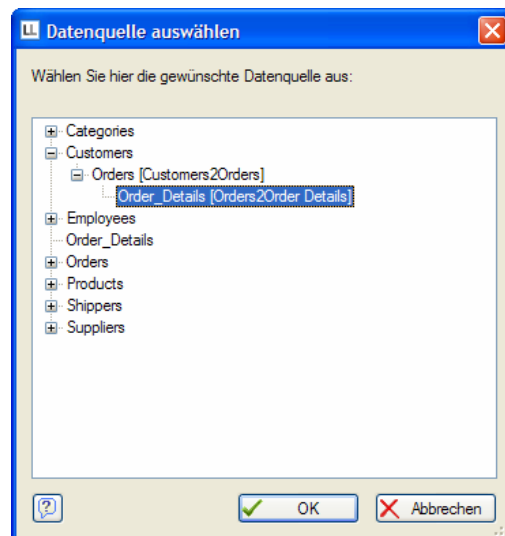 LL Datenquelle auswählen
Wählen Sie hier die gewünschte Datenquelle aus:
Categories
Customers
Orders [Customers2Orders]
Order_Details [Orders2Order Details]
Employees
Order_Details
Orders
Products
Shippers
Suppliers
? OK Abbrechen